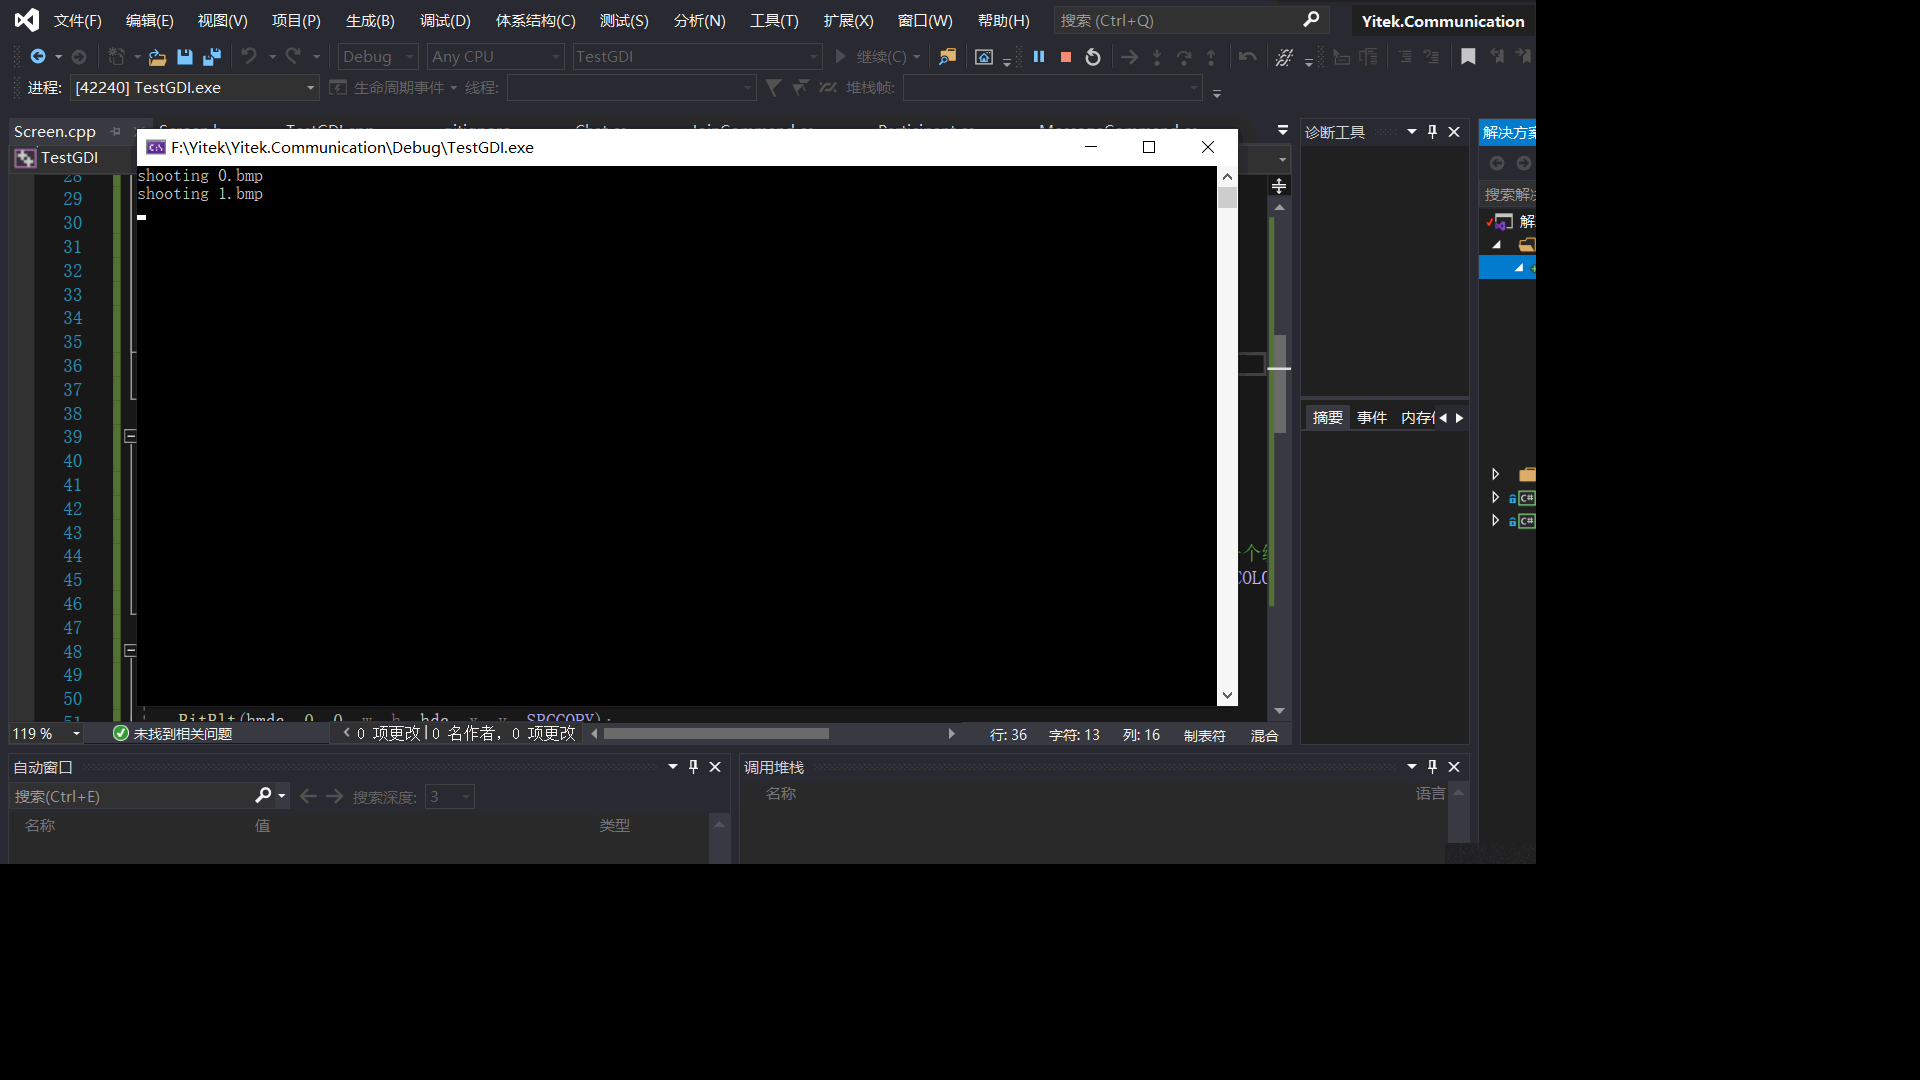 文件(F) 编辑(E) 视图(V) 项目(P) 生成(B) 调试(D) 体系结构(C) 测试(S) 分析(N) 工具(T) 扩展(X) 窗口(W) 帮助(H) 搜索 (Ctrl+Q) Yitek.Communication
Debug Any CPU TestGDI 继续(C)
进程: [42240] TestGDI.exe 生命周期事件 线程: 堆栈帧:
Screen.cpp
诊断工具
解决方案
F:\Yitek\Yitek.Communication\Debug\TestGDI.exe
TestGDI
shooting 0.bmp
shooting 1.bmp
搜索解决
解
28
29
30
31
32
33
34
35
36
37
38
39
40
41
42
43
44
45
46
47
48
49
50
51
摘要 事件 内存
个
COLO
BitBlt(hmdc, 0, 0, w, h, hdc, x, y, SRCCOPY);
119 % 未找到相关问题 0 项更改|0 名作者, 0 项更改 行: 36 字符: 13 列: 16 制表符 混合
自动窗口
搜索(Ctrl+E) 搜索深度: 3
名称 值 类型
调用堆栈
名称 语言